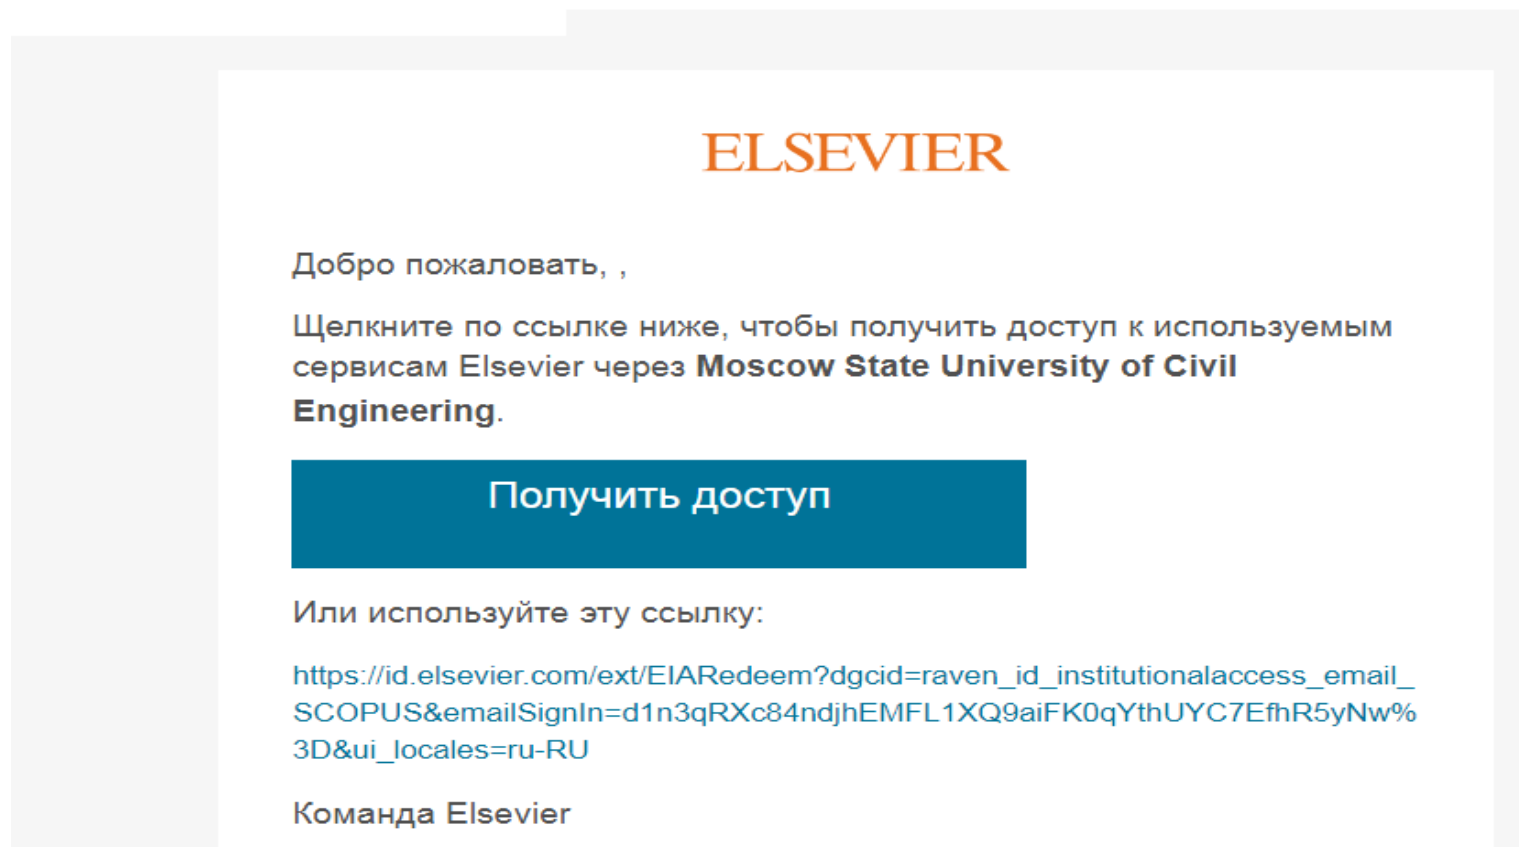 ELSEVIER
Добро пожаловать, ,
Щелкните по ссылке ниже, чтобы получить доступ к используемым
сервисам Elsevier через Moscow State University of Civil
Engineering.
Получить доступ
Или используйте эту ссылку:
https://id.elsevier.com/ext/EIARedeem?dgcid=raven_id_institutionalaccess_email_
SCOPUS&emailSignIn=d1n3qRXc84ndjhEMFL1XQ9aiFK0qYthUYC7EfhR5yNw%
3D&ui_locales=ru-RU
Команда Elsevier